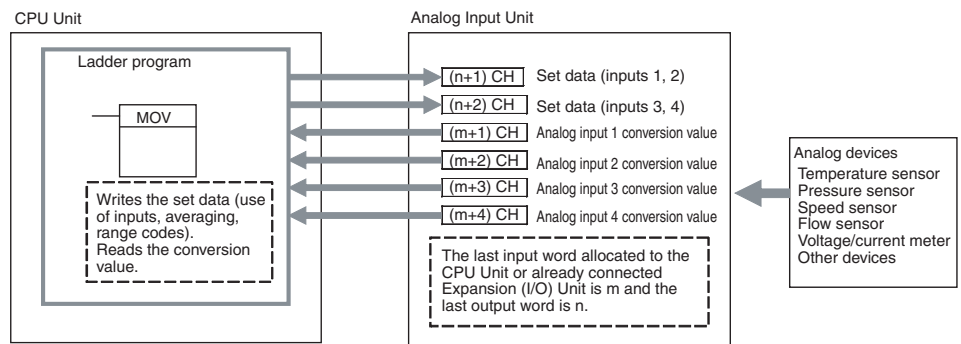 CPU Unit
Ladder program
MOV
Writes the set data (use
of inputs, averaging,
range codes).
Reads the conversion
value.
Analog Input Unit
(n+1) CH Set data (inputs 1, 2)
(n+2) CH Set data (inputs 3, 4)
(m+1) CH Analog input 1 conversion value
(m+2) CH Analog input 2 conversion value
(m+3) CH Analog input 3 conversion value
(m+4) CH Analog input 4 conversion value
The last input word allocated to the
CPU Unit or already connected
Expansion (I/O) Unit is m and the
last output word is n.
Analog devices
Temperature sensor
Pressure sensor
Speed sensor
Flow sensor
Voltage/current meter
Other devices